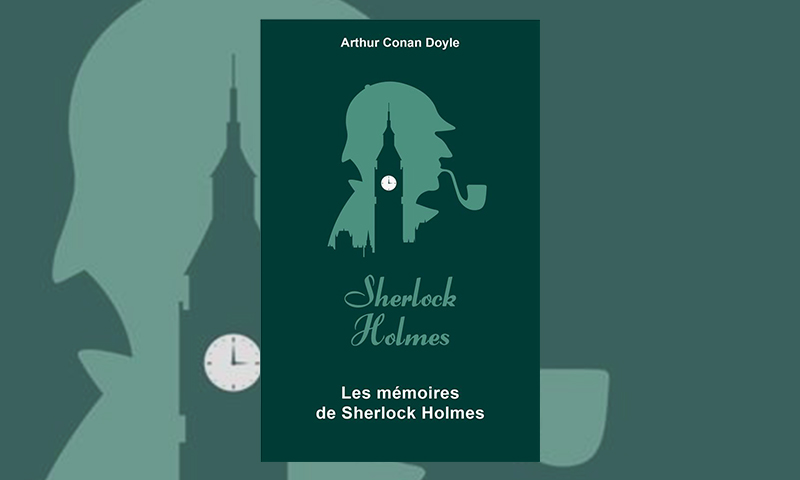 Arthur Conan Doyle
Sherlock
Holmes
Les mémoires
de Sherlock Holmes